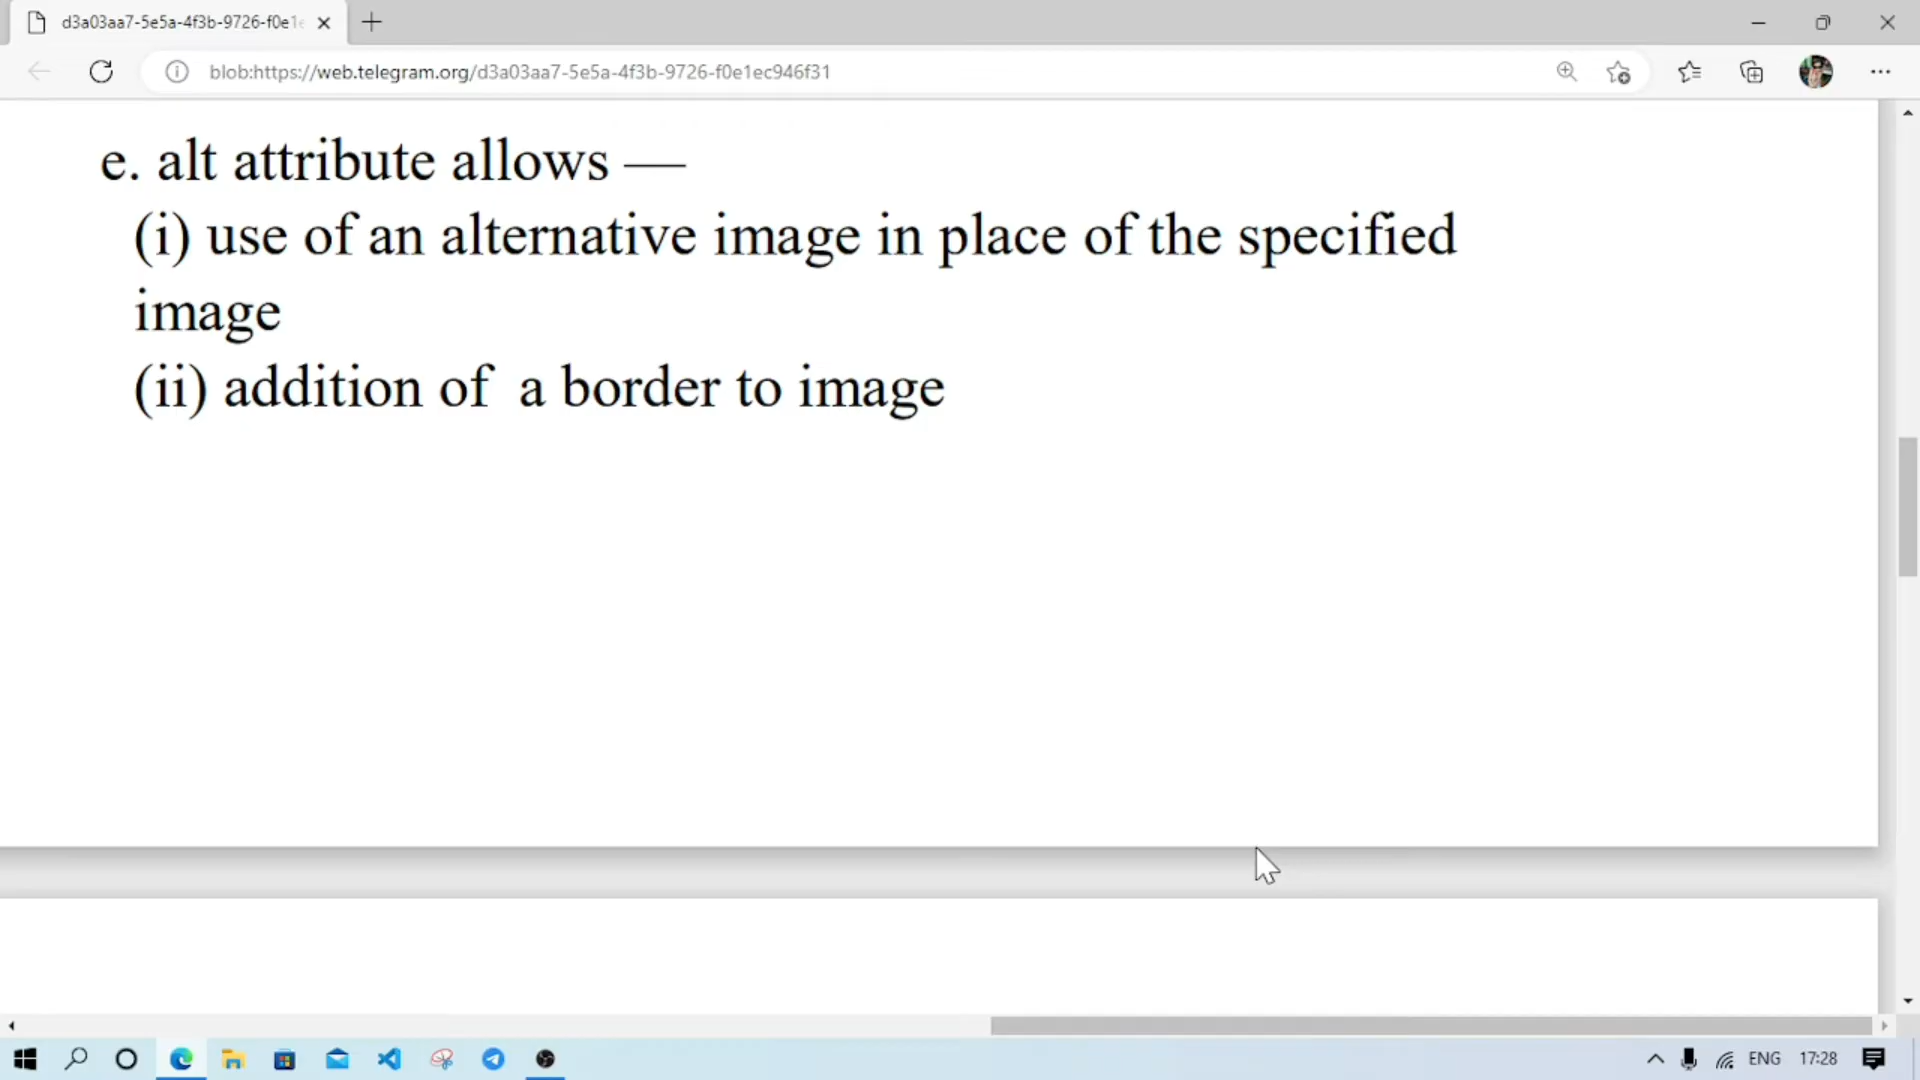 d3a03aa7-5e5a-4f3b-9726-f0e1e
blob:https://web.telegram.org/d3a03aa7-5e5a-4f3b-9726-f0e1ec946f31
e. alt attribute allows —
(i) use of an alternative image in place of the specified
image
(ii) addition of a border to image
ENG 17:28